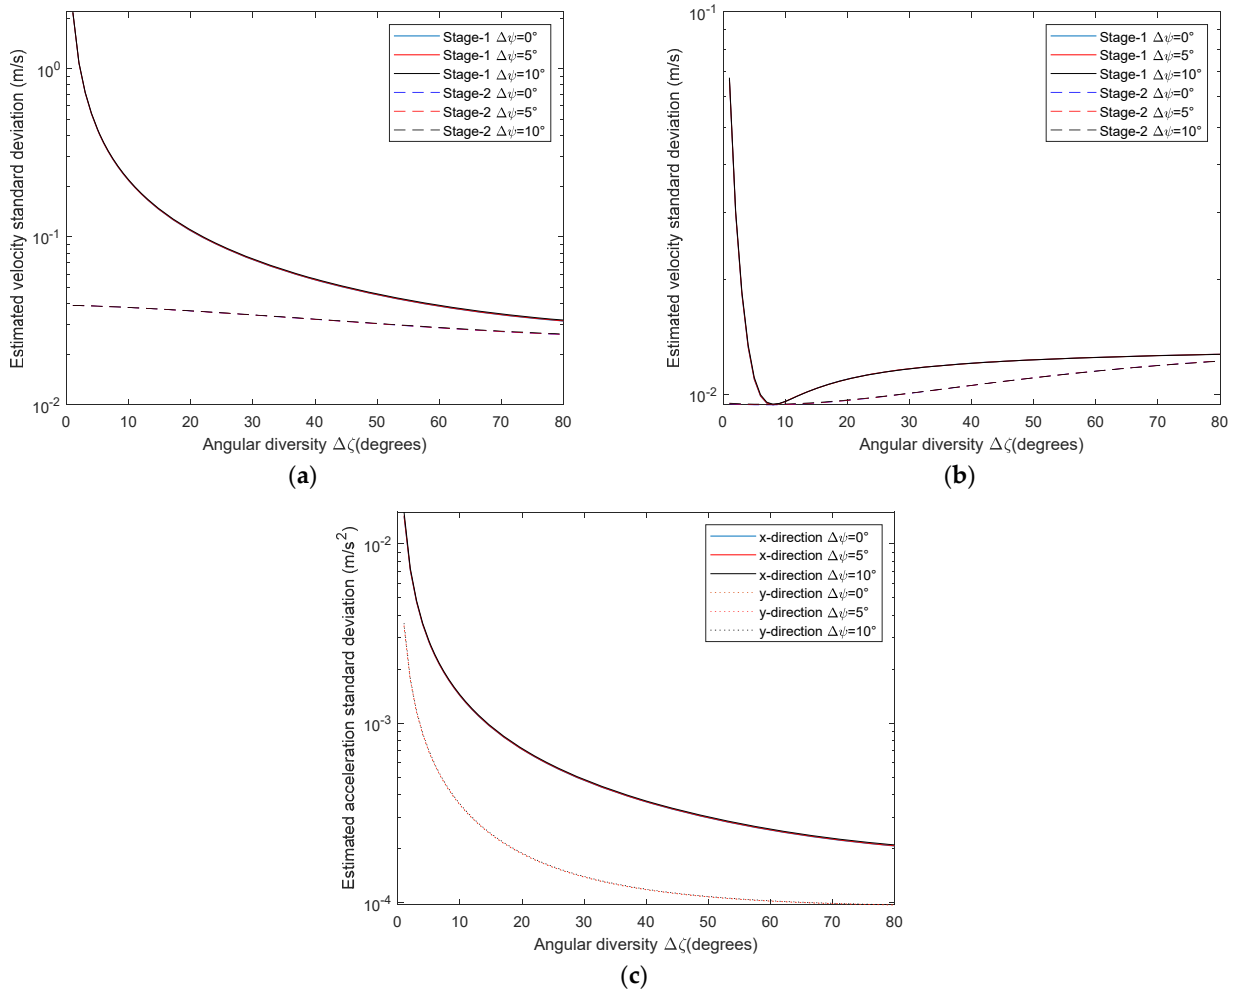 Estimated velocity standard deviation (m/s)
10^0
10^-1
10^-2
Stage-1 Δψ=0°
Stage-1 Δψ=5°
Stage-1 Δψ=10°
Stage-2 Δψ=0°
Stage-2 Δψ=5°
Stage-2 Δψ=10°
0 10 20 30 40 50 60 70 80
Angular diversity Δζ(degrees)
(a)
Estimated velocity standard deviation (m/s)
10^-1
10^-2
Stage-1 Δψ=0°
Stage-1 Δψ=5°
Stage-1 Δψ=10°
Stage-2 Δψ=0°
Stage-2 Δψ=5°
Stage-2 Δψ=10°
0 10 20 30 40 50 60 70 80
Angular diversity Δζ(degrees)
(b)
Estimated acceleration standard deviation (m/s^2)
10^-2
10^-3
10^-4
x-direction Δψ=0°
x-direction Δψ=5°
x-direction Δψ=10°
y-direction Δψ=0°
y-direction Δψ=5°
y-direction Δψ=10°
0 10 20 30 40 50 60 70 80
Angular diversity Δζ(degrees)
(c)